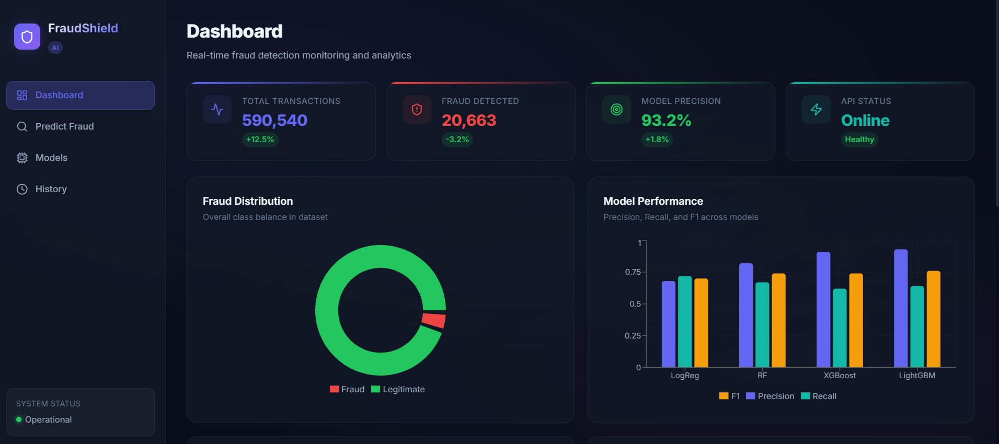 FraudShield
AI
Dashboard
Predict Fraud
Models
History
SYSTEM STATUS
Operational
Dashboard
Real-time fraud detection monitoring and analytics
TOTAL TRANSACTIONS
590,540
+12.5%
FRAUD DETECTED
20,663
-3.2%
MODEL PRECISION
93.2%
+1.8%
API STATUS
Online
Healthy
Fraud Distribution
Overall class balance in dataset
Fraud
Legitimate
Model Performance
Precision, Recall, and F1 across models
1
0.75
0.5
0.25
0
LogReg
RF
XGBoost
LightGBM
F1
Precision
Recall